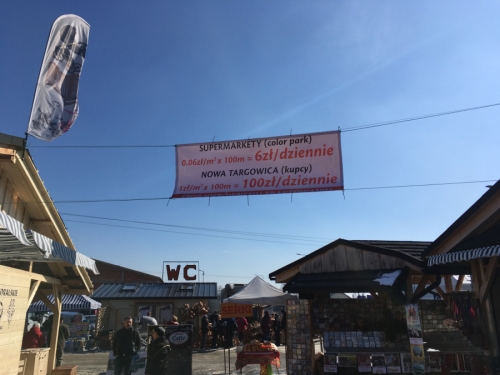 SUPERMARKETY (color park)
0.06zł/m² x 100m = 6zł/dziennie
NOWA TARGOWICA (kupcy)
1zł/m² x 100m = 100zł/dziennie
WC